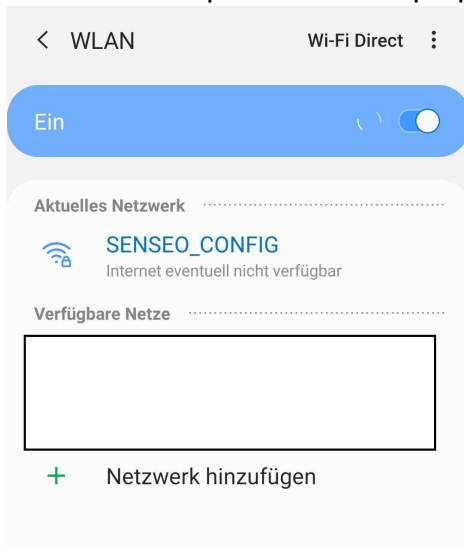 WLAN Wi-Fi Direct
Ein
Aktuelles Netzwerk
SENSEO_CONFIG
Internet eventuell nicht verfügbar
Verfügbare Netze
+ Netzwerk hinzufügen